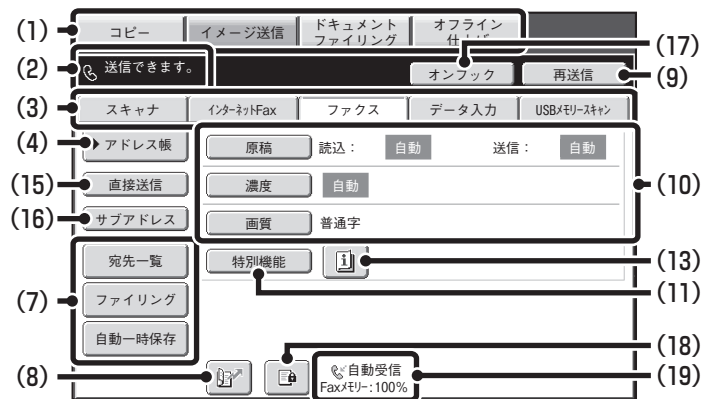 (1) コピー イメージ送信 ドキュメント ファイリング オフライン
(2) 送信できます。 オンフック 再送信 (17) (9)
(3) スキャナ インターネットFax ファクス データ入力 USBメモリースキャン
(4) アドレス帳 原稿 読込: 自動 送信: 自動
(15) 直接送信 濃度 自動 (10)
(16) サブアドレス 画質 普通字
宛先一覧 特別機能 (13)
(7) ファイリング (11)
自動一時保存
(18)
(8) 自動受信 (19)
Faxメモリー:100%